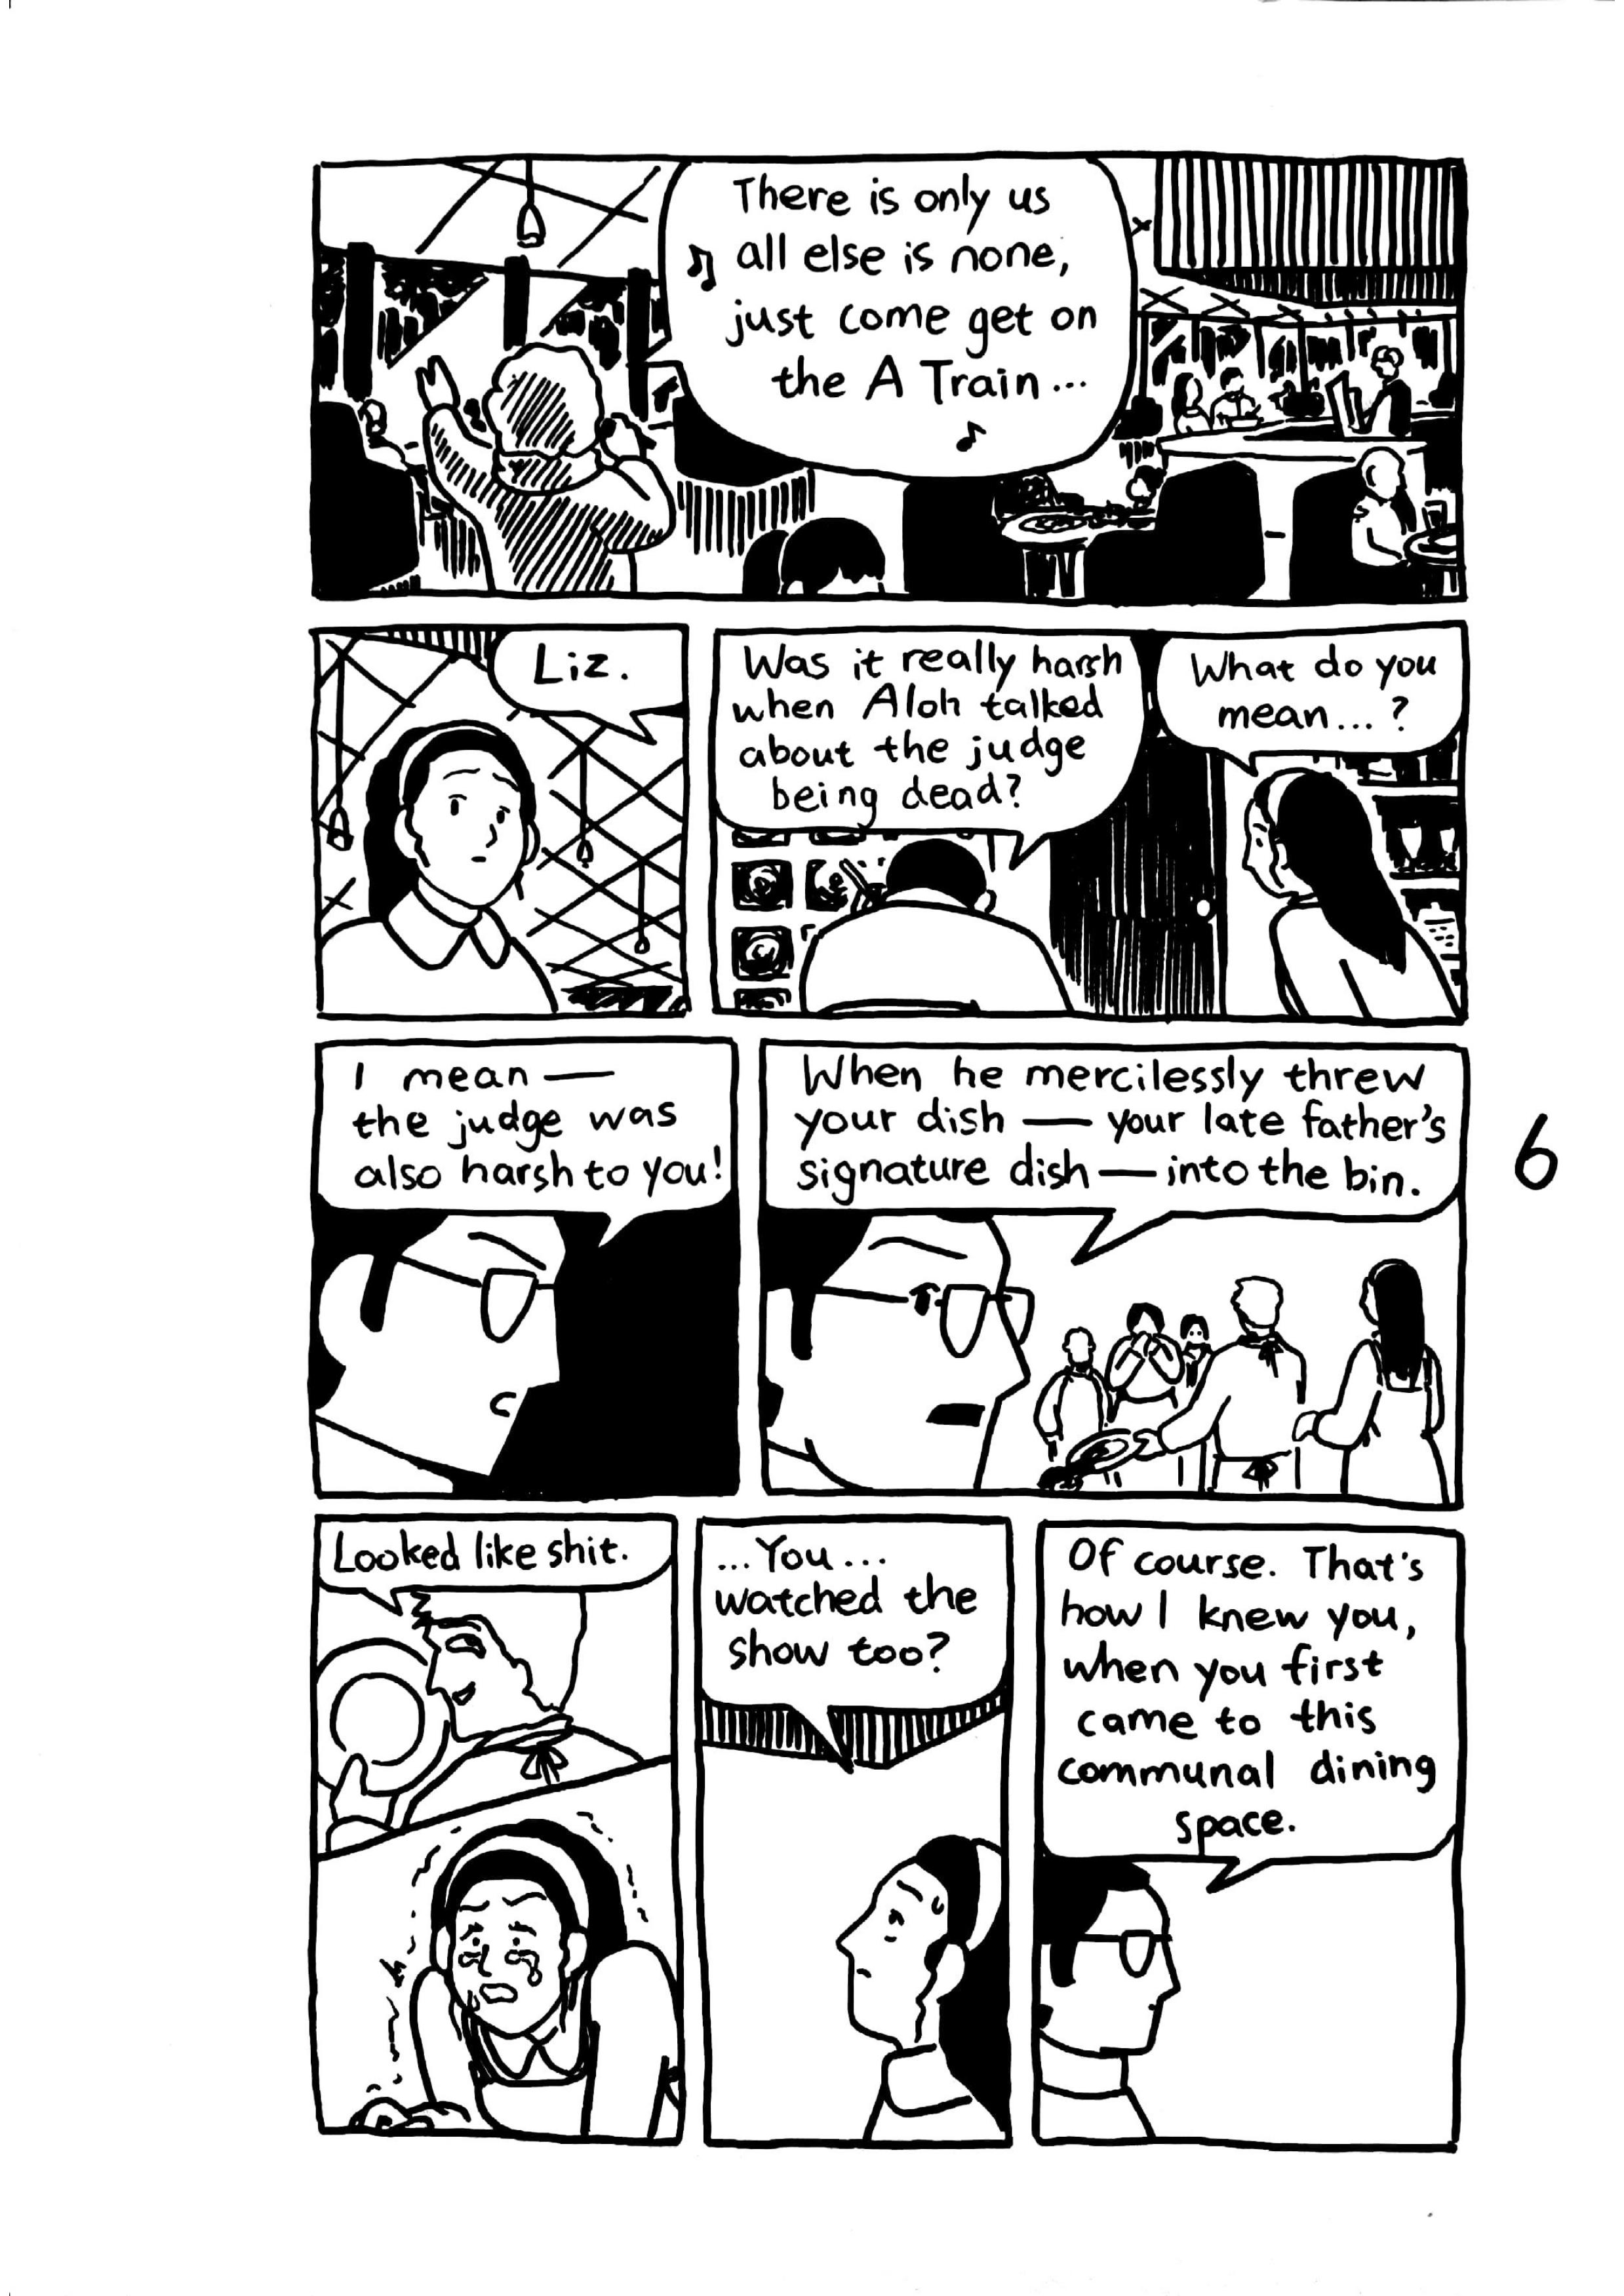 There is only us
all else is none,
just come get on
the A Train...
Liz.
Was it really harsh
when Aloh talked
about the judge
being dead?
What do you
mean...?
I mean —
the judge was
also harsh to you!
When he mercilessly threw
your dish — your late father's
signature dish — into the bin.
6
Looked like shit.
...You...
watched the
show too?
Of course. That's
how I knew you,
when you first
came to this
communal dining
space.